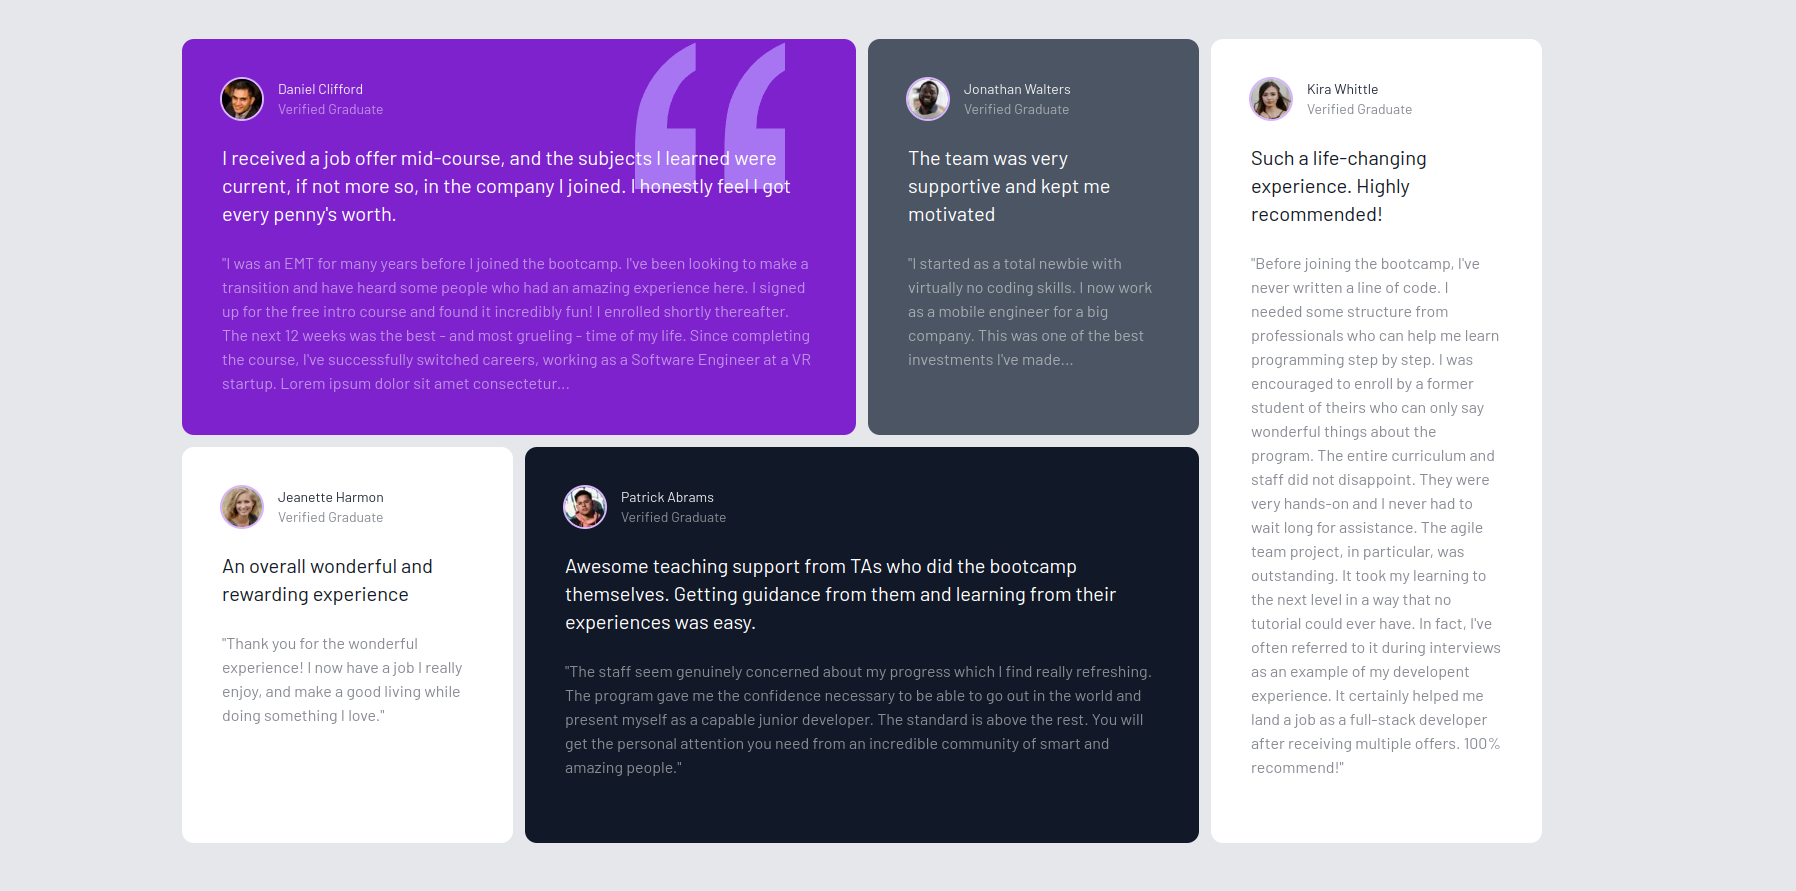 Daniel Clifford
Verified Graduate
I received a job offer mid-course, and the subjects I learned were
current, if not more so, in the company I joined. I honestly feel I got
every penny's worth.
"I was an EMT for many years before I joined the bootcamp. I've been looking to make a
transition and have heard some people who had an amazing experience here. I signed
up for the free intro course and found it incredibly fun! I enrolled shortly thereafter.
The next 12 weeks was the best - and most grueling - time of my life. Since completing
the course, I've successfully switched careers, working as a Software Engineer at a VR
startup. Lorem ipsum dolor sit amet consectetur...
Jonathan Walters
Verified Graduate
The team was very
supportive and kept me
motivated
"I started as a total newbie with
virtually no coding skills. I now work
as a mobile engineer for a big
company. This was one of the best
investments I've made...
Kira Whittle
Verified Graduate
Such a life-changing
experience. Highly
recommended!
"Before joining the bootcamp, I've
never written a line of code. I
needed some structure from
professionals who can help me learn
programming step by step. I was
encouraged to enroll by a former
student of theirs who can only say
wonderful things about the
program. The entire curriculum and
staff did not disappoint. They were
very hands-on and I never had to
wait long for assistance. The agile
team project, in particular, was
outstanding. It took my learning to
the next level in a way that no
tutorial could ever have. In fact, I've
often referred to it during interviews
as an example of my developent
experience. It certainly helped me
land a job as a full-stack developer
after receiving multiple offers. 100%
recommend!"
Jeanette Harmon
Verified Graduate
An overall wonderful and
rewarding experience
"Thank you for the wonderful
experience! I now have a job I really
enjoy, and make a good living while
doing something I love."
Patrick Abrams
Verified Graduate
Awesome teaching support from TAs who did the bootcamp
themselves. Getting guidance from them and learning from their
experiences was easy.
"The staff seem genuinely concerned about my progress which I find really refreshing.
The program gave me the confidence necessary to be able to go out in the world and
present myself as a capable junior developer. The standard is above the rest. You will
get the personal attention you need from an incredible community of smart and
amazing people."